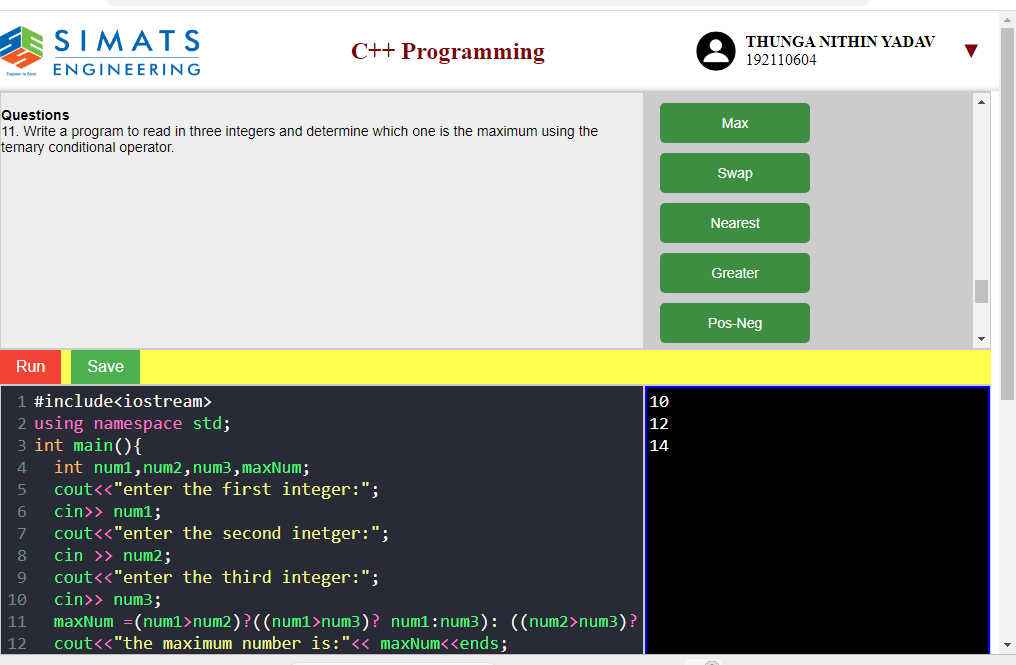 SIMATS
ENGINEERING
C++ Programming
THUNGA NITHIN YADAV
192110604
Questions
11. Write a program to read in three integers and determine which one is the maximum using the
ternary conditional operator.
Max
Swap
Nearest
Greater
Pos-Neg
Run
Save
1 #include<iostream>
2 using namespace std;
3 int main(){
4 int num1,num2,num3,maxNum;
5 cout<<"enter the first integer:";
6 cin>> num1;
7 cout<<"enter the second inetger:";
8 cin >> num2;
9 cout<<"enter the third integer:";
10 cin>> num3;
11 maxNum =(num1>num2)?((num1>num3)? num1:num3): ((num2>num3)?
12 cout<<"the maximum number is:"<< maxNum<<ends;
10
12
14